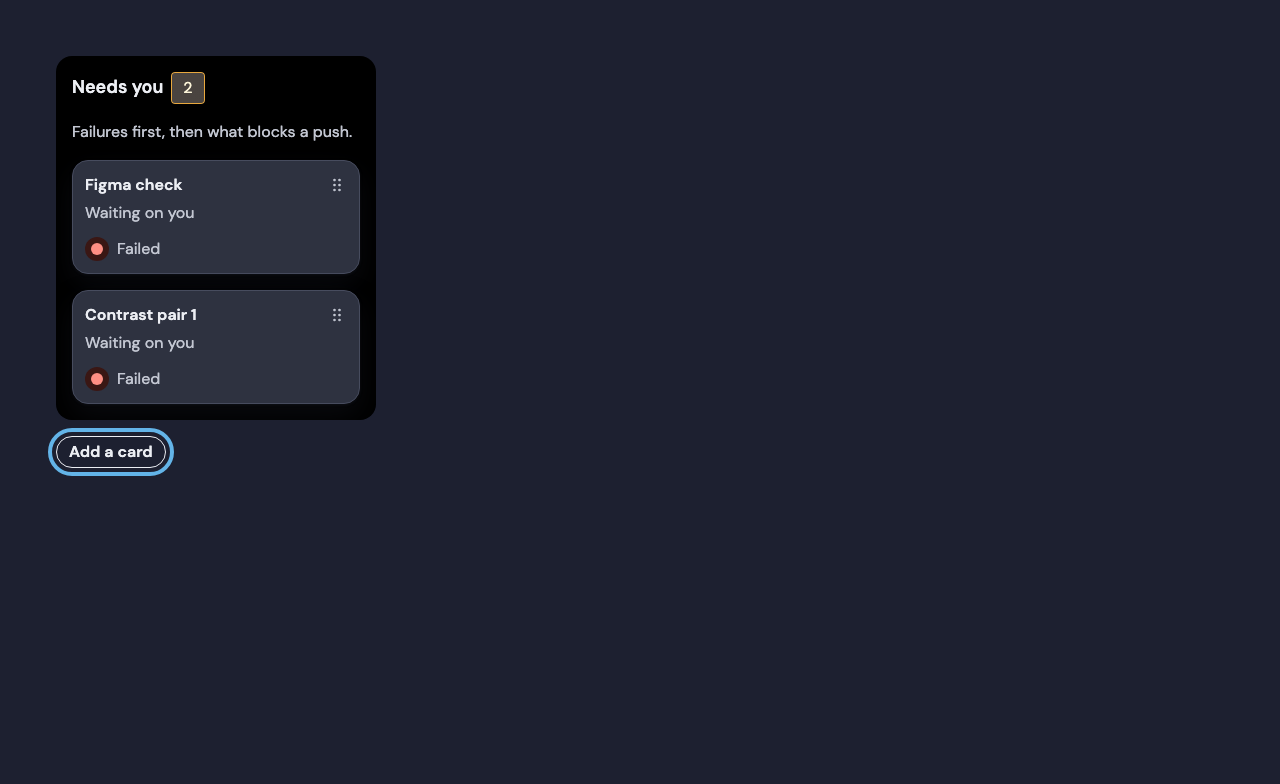 Needs you 2
Failures first, then what blocks a push.
Figma check
Waiting on you
Failed
Contrast pair 1
Waiting on you
Failed
Add a card